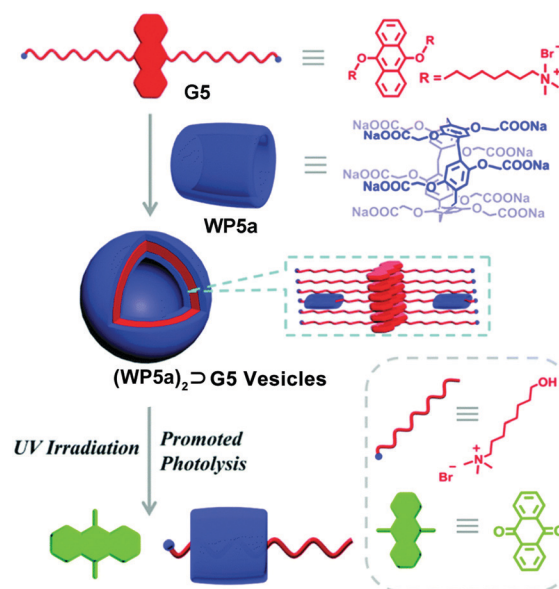 G5
R
O
O
R
R =
Br⊖
N⊕
WP5a
NaOOC O O COONa
NaOOC O O COONa
NaOOC O O COONa
NaOOC O O COONa
NaOOC O O COONa
(WP5a)₂⊃G5 Vesicles
UV Irradiation
Promoted
Photolysis
OH
N⊕
Br⊖
O
O